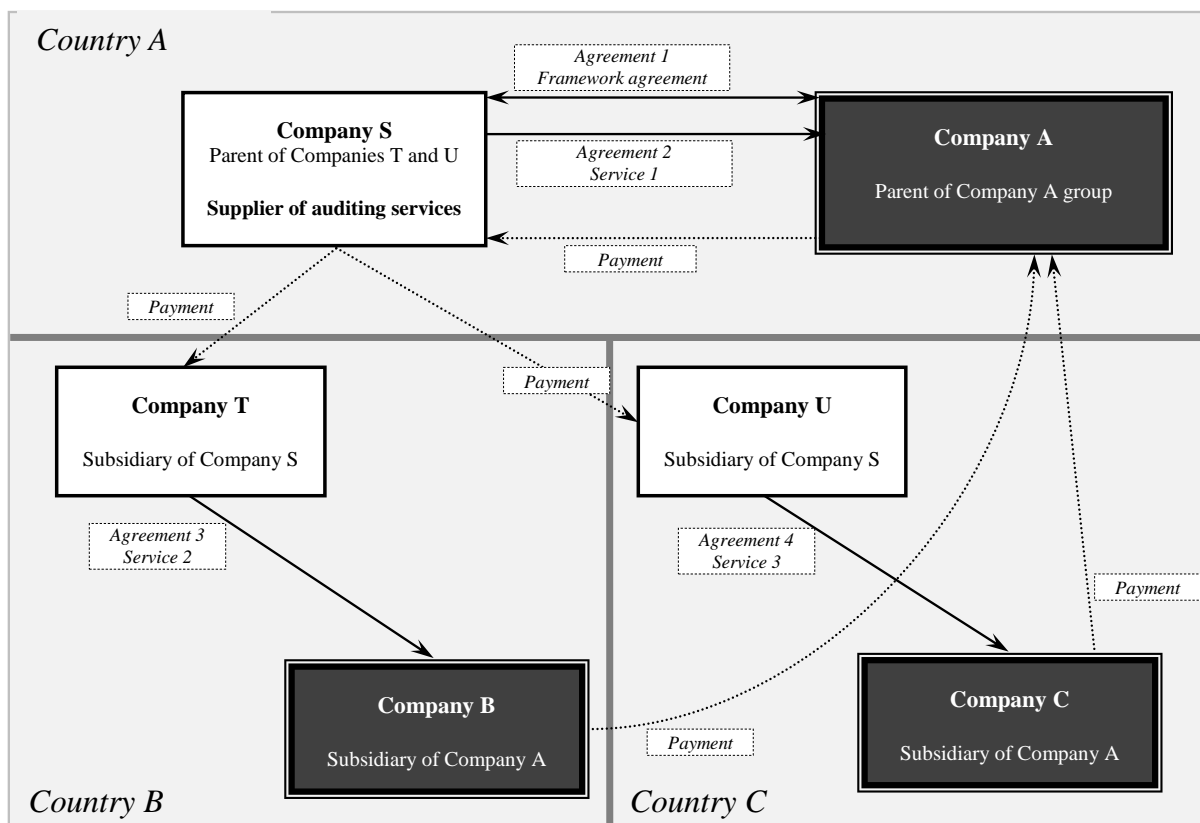 Country A
Agreement 1
Framework agreement
Company S
Parent of Companies T and U
Supplier of auditing services
Company A
Parent of Company A group
Agreement 2
Service 1
Payment
Payment
Payment
Company T
Subsidiary of Company S
Company U
Subsidiary of Company S
Agreement 3
Service 2
Agreement 4
Service 3
Payment
Company B
Subsidiary of Company A
Payment
Company C
Subsidiary of Company A
Country B
Country C